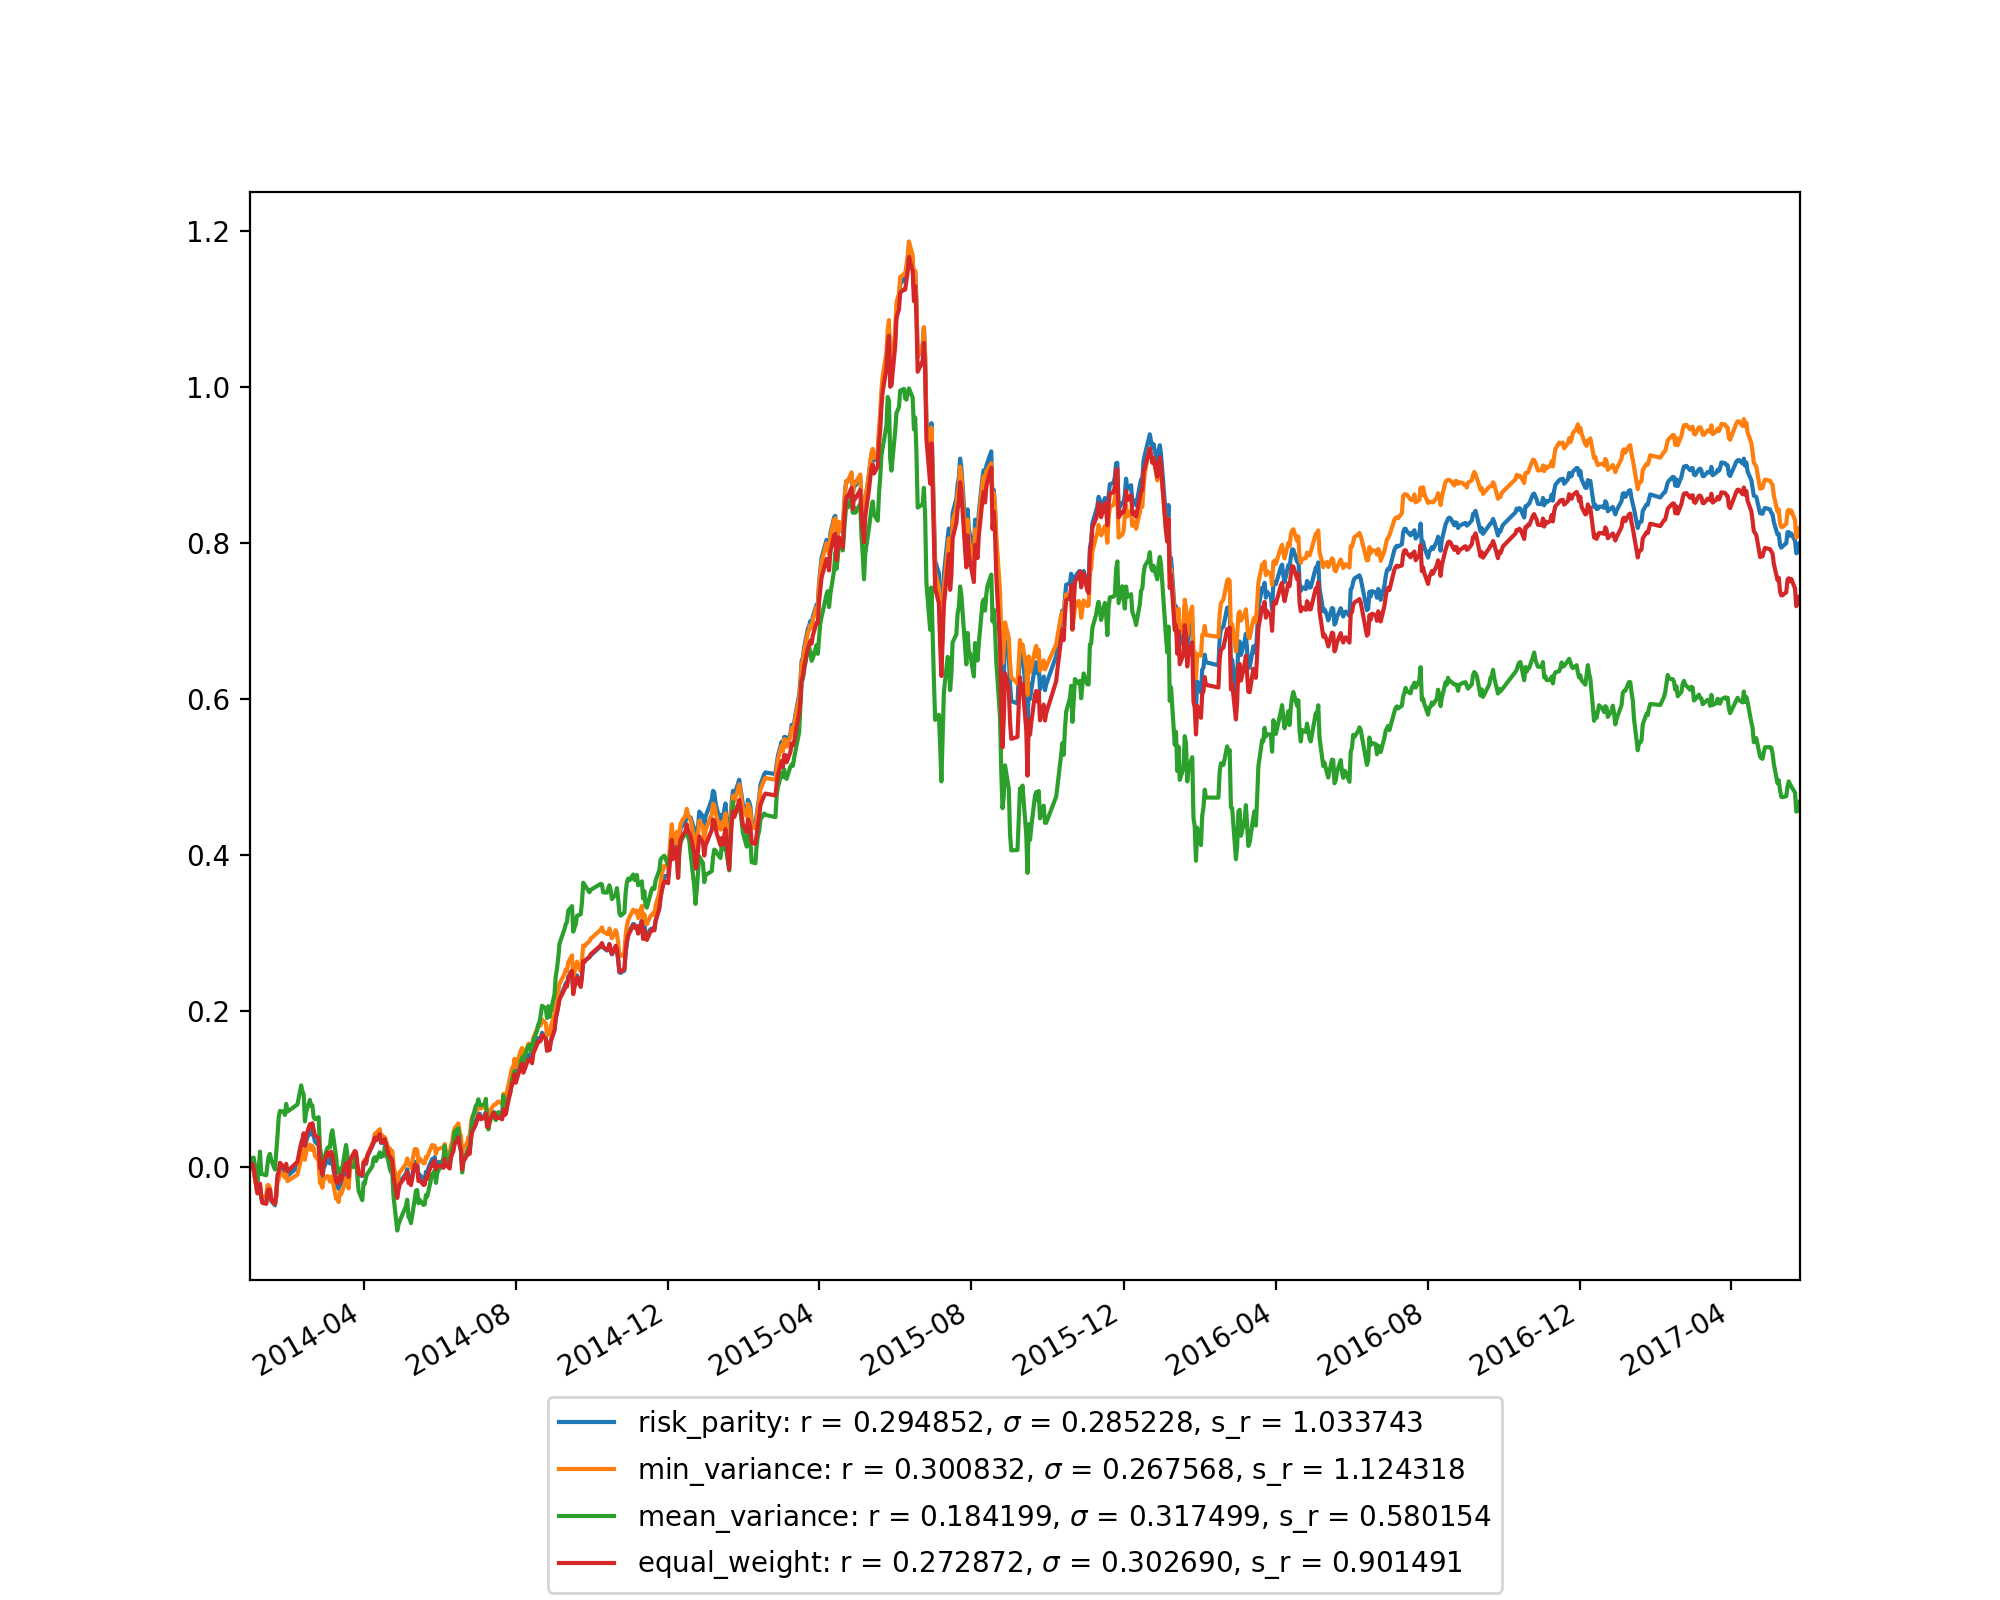 1.2
1.0
0.8
0.6
0.4
0.2
0.0
2014-04 2014-08 2014-12 2015-04 2015-08 2015-12 2016-04 2016-08 2016-12 2017-04
risk_parity: r = 0.294852, σ = 0.285228, s_r = 1.033743
min_variance: r = 0.300832, σ = 0.267568, s_r = 1.124318
mean_variance: r = 0.184199, σ = 0.317499, s_r = 0.580154
equal_weight: r = 0.272872, σ = 0.302690, s_r = 0.901491